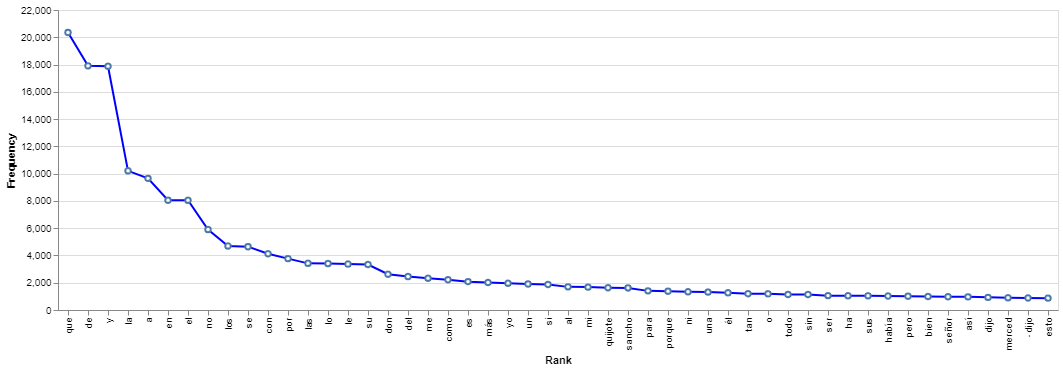 22,000
20,000
18,000
16,000
14,000
12,000
10,000
8,000
6,000
4,000
2,000
0
Frequency
que
de
y
la
a
en
el
no
los
se
con
por
las
lo
le
su
don
del
me
como
es
más
yo
un
si
al
mi
quijote
sancho
para
porque
ni
una
él
tan
o
todo
sin
ser
ha
sus
había
pero
bien
señor
así
dijo
merced
-dijo
esto
Rank